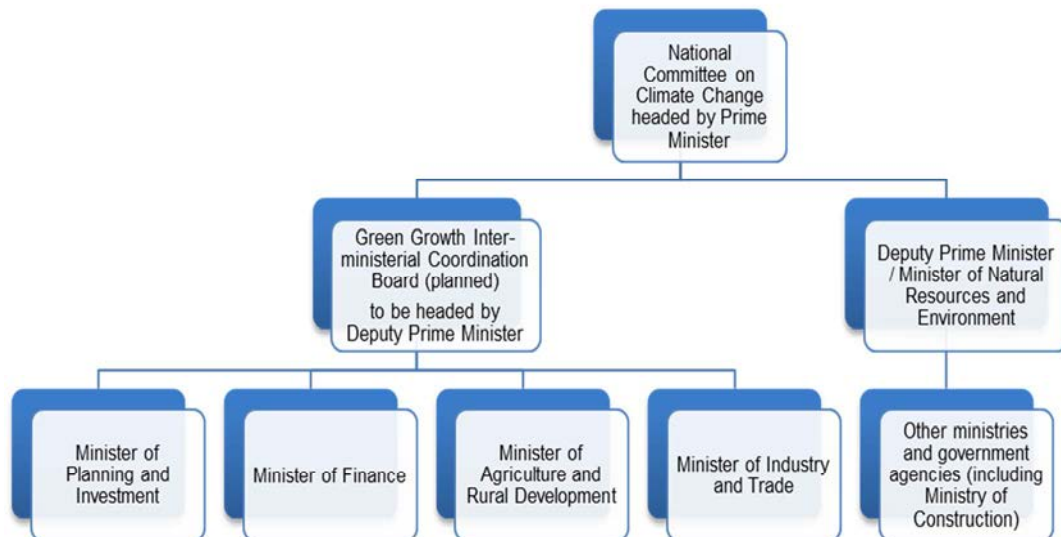 National
Committee on
Climate Change
headed by Prime
Minister
Green Growth Inter-
ministerial Coordination
Board (planned)
to be headed by
Deputy Prime Minister
Deputy Prime Minister
/ Minister of Natural
Resources and
Environment
Minister of
Planning and
Investment
Minister of Finance
Minister of
Agriculture and
Rural Development
Minister of Industry
and Trade
Other ministries
and government
agencies (including
Ministry of
Construction)